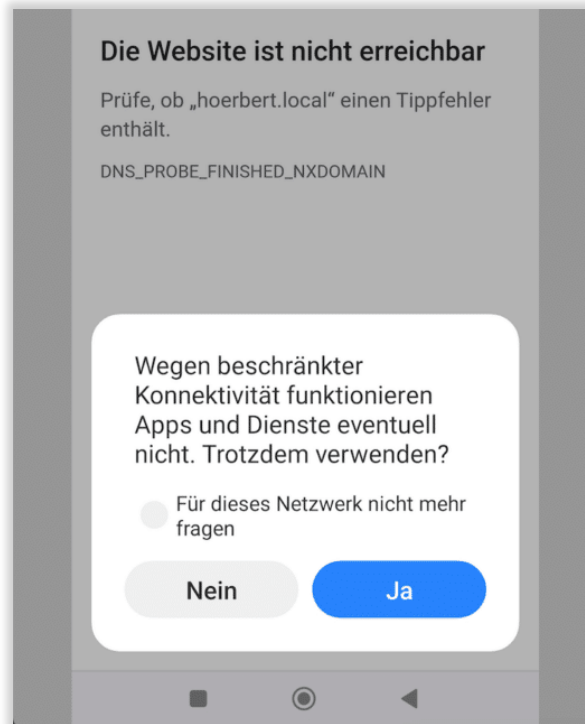 Die Website ist nicht erreichbar
Prüfe, ob „hoerbert.local“ einen Tippfehler
enthält.
DNS_PROBE_FINISHED_NXDOMAIN
Wegen beschränkter
Konnektivität funktionieren
Apps und Dienste eventuell
nicht. Trotzdem verwenden?
Für dieses Netzwerk nicht mehr
fragen
Nein
Ja